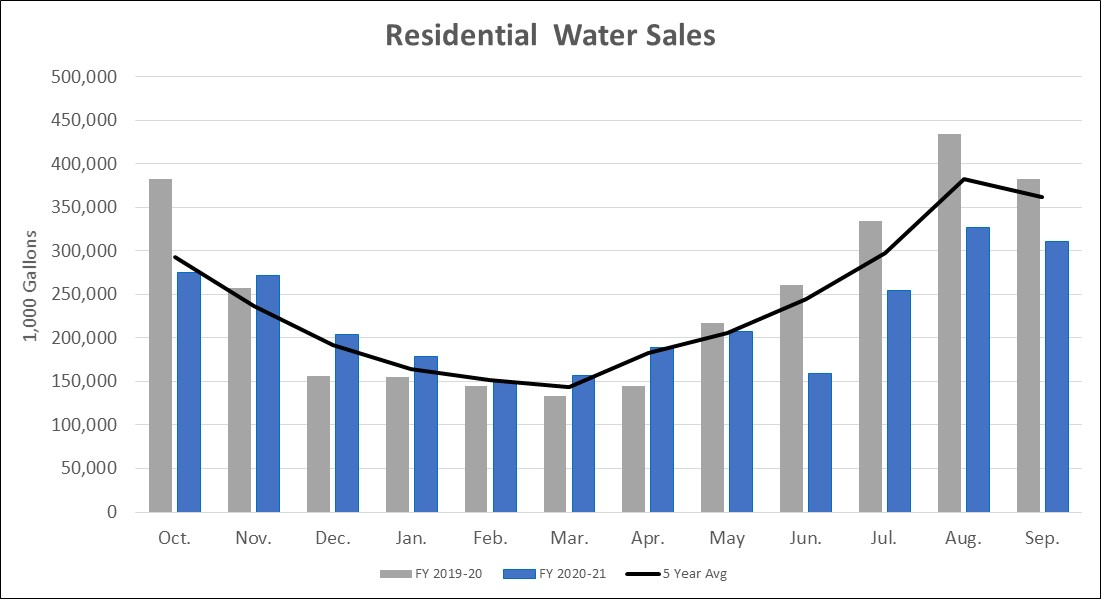 Residential  Water Sales
500,000
450,000
400,000
350,000
300,000
250,000
200,000
150,000
100,000
50,000
0
1,000 Gallons
Oct. Nov. Dec. Jan. Feb. Mar. Apr. May Jun. Jul. Aug. Sep.
FY 2019-20 FY 2020-21 5 Year Avg